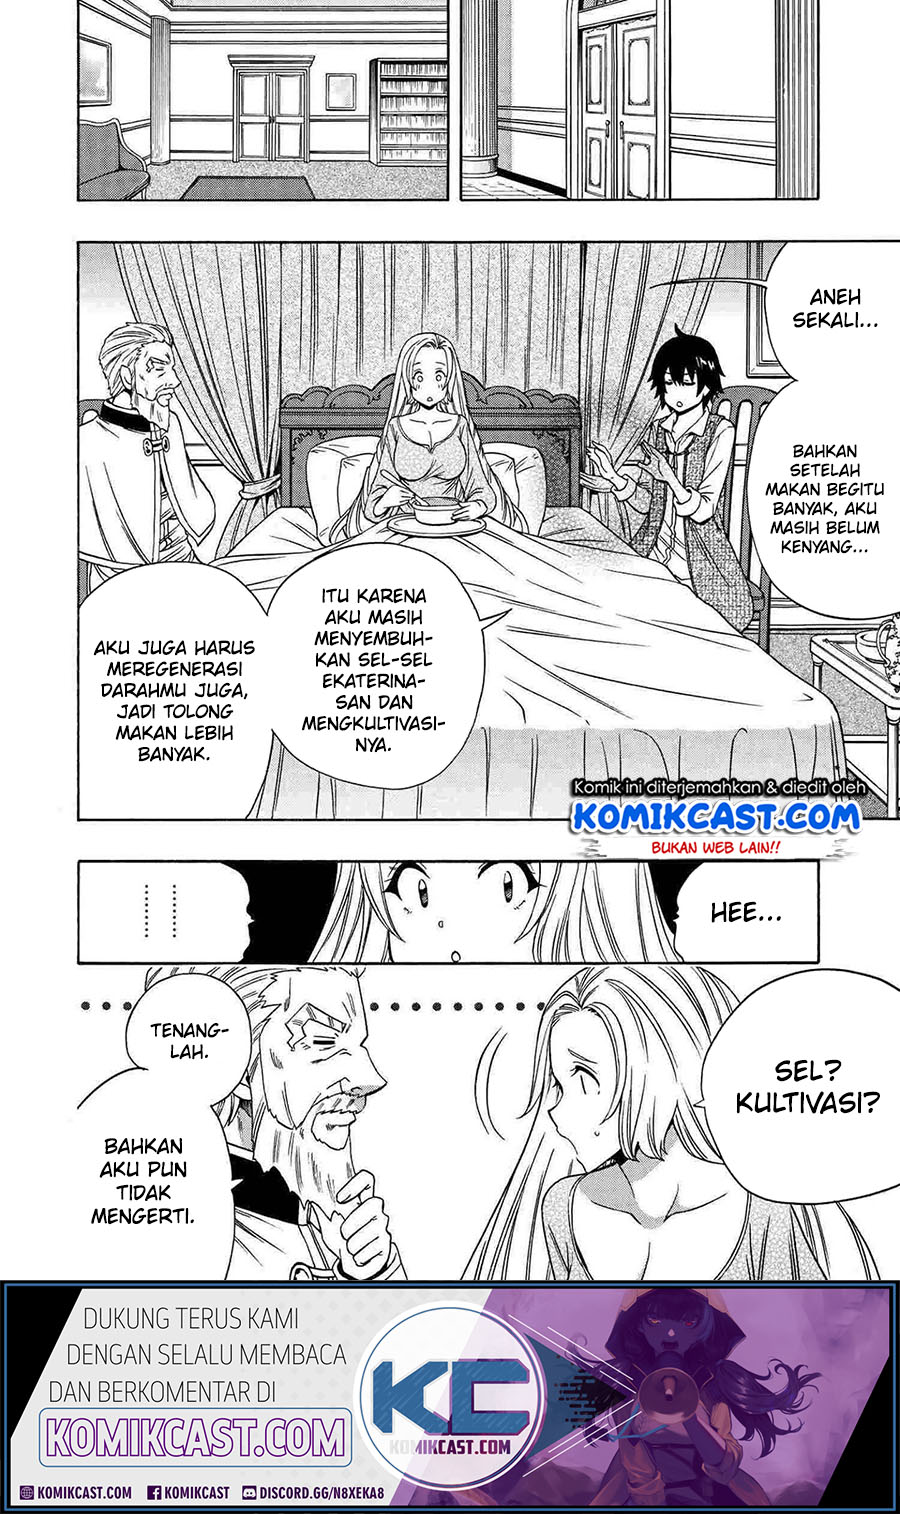 ANEH
SEKALI...
BAHKAN
SETELAH
MAKAN BEGITU
BANYAK, AKU
MASIH BELUM
KENYANG...
ITU KARENA
AKU MASIH
MENYEMBUH-
KAN SEL-SEL
EKATERINA-
SAN DAN
MENGKULTIVASI-
NYA.
AKU JUGA HARUS
MEREGENERASI
DARAHMU JUGA,
JADI TOLONG
MAKAN LEBIH
BANYAK.
Komik ini diterjemahkan & diedit oleh
KOMIKCAST.COM
BUKAN WEB LAIN!!
HEE...
SEL?
KULTIVASI?
TENANG-
LAH.
BAHKAN
AKU PUN
TIDAK
MENGERTI.
DUKUNG TERUS KAMI
DENGAN SELALU MEMBACA
DAN BERKOMENTAR DI
KOMIKCAST.COM
KC
KOMIKCAST.COM
KOMIKCAST.COM KOMIKCAST DISCORD.GG/N8XEKA8